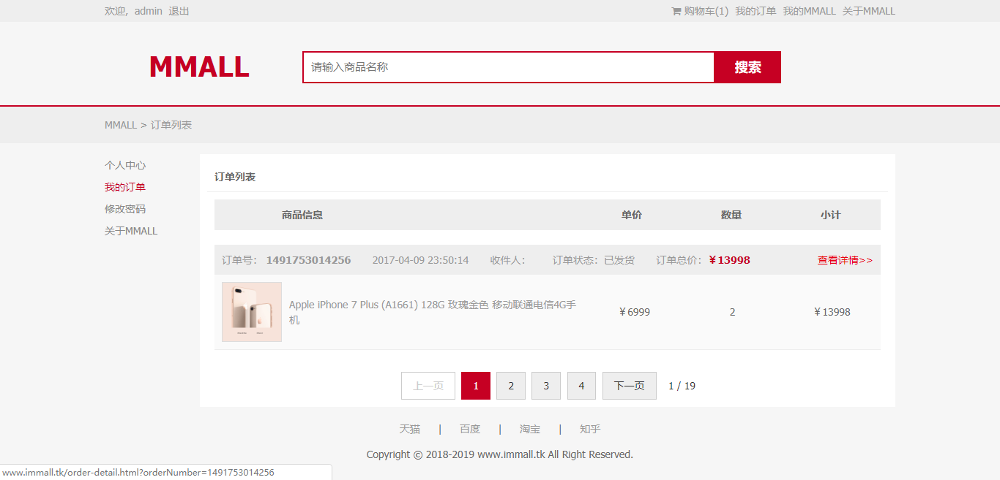 欢迎，admin 退出
购物车(1) 我的订单 我的MMALL 关于MMALL
MMALL
请输入商品名称
搜索
MMALL > 订单列表
个人中心
我的订单
修改密码
关于MMALL
订单列表
商品信息 单价 数量 小计
订单号： 1491753014256 2017-04-09 23:50:14 收件人： 订单状态：已发货 订单总价：￥13998 查看详情>>
Apple iPhone 7 Plus (A1661) 128G 玫瑰金色 移动联通电信4G手
机
￥6999 2 ￥13998
上一页 1 2 3 4 下一页 1 / 19
天猫 | 百度 | 淘宝 | 知乎
Copyright © 2018-2019 www.immall.tk All Right Reserved.
www.immall.tk/order-detail.html?orderNumber=1491753014256